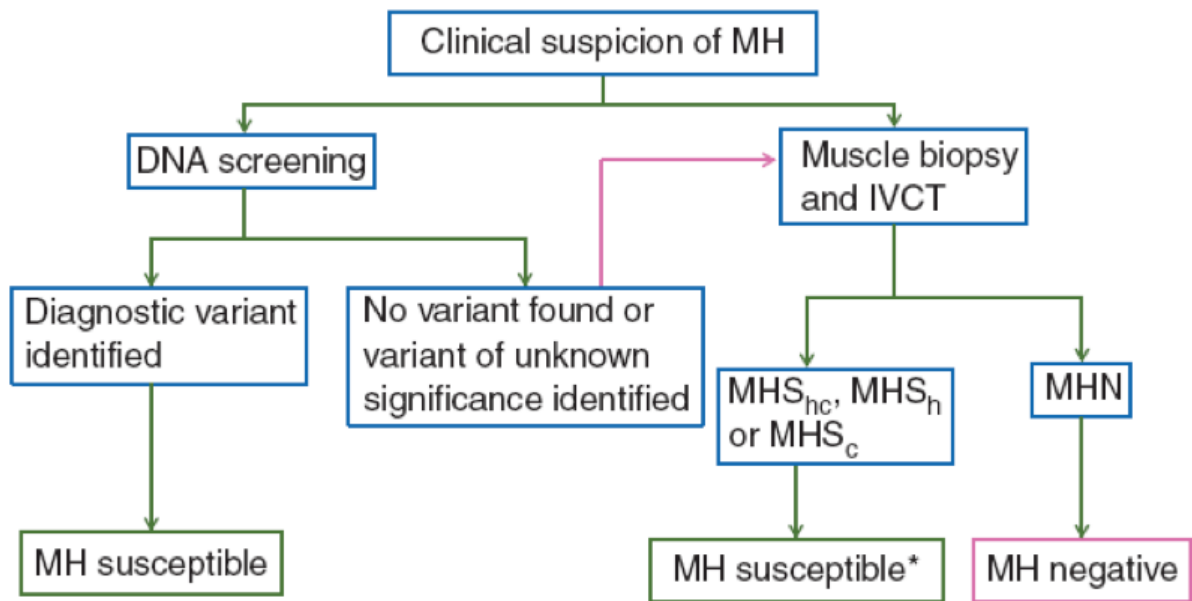 Clinical suspicion of MH
DNA screening
Muscle biopsy
and IVCT
Diagnostic variant
identified
No variant found or
variant of unknown
significance identified
MHShc, MHSh
or MHSc
MHN
MH susceptible
MH susceptible*
MH negative